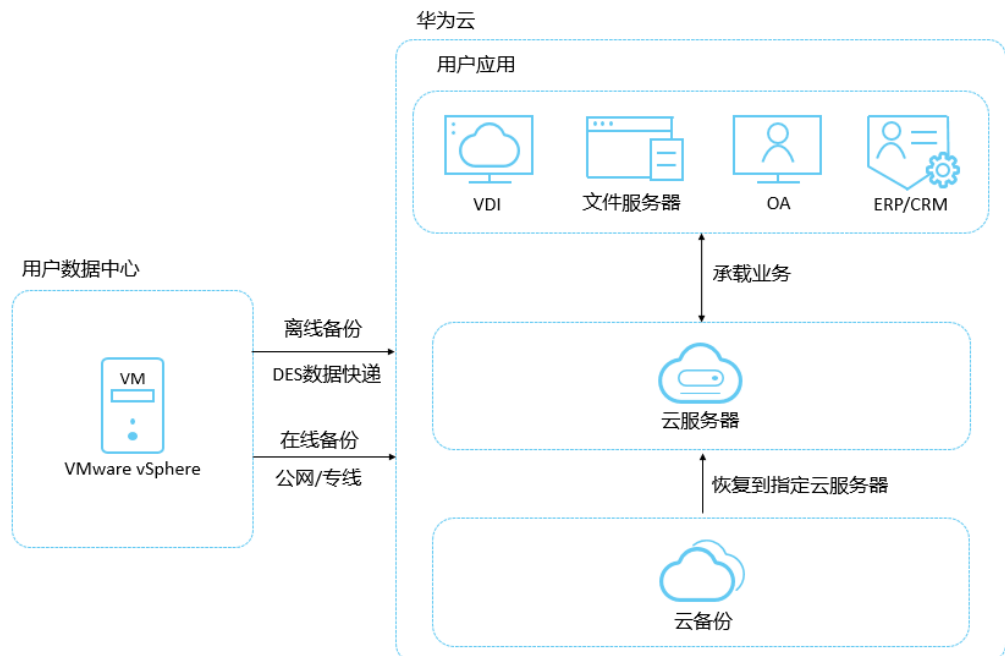 华为云
用户应用
VDI
文件服务器
OA
ERP/CRM
承载业务
用户数据中心
VM
VMware vSphere
离线备份
DES数据快递
在线备份
公网/专线
云服务器
恢复到指定云服务器
云备份